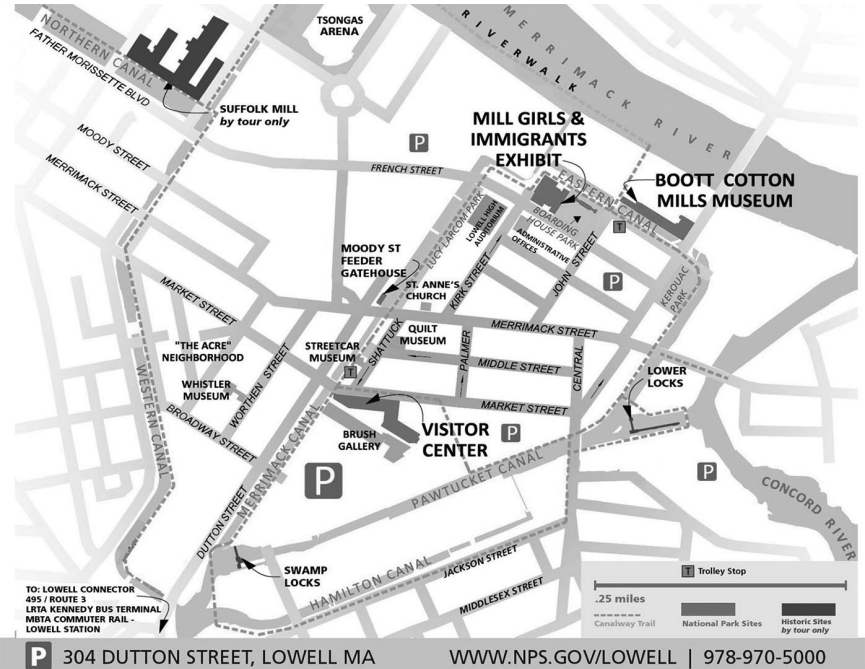 TSONGAS
ARENA
MERRIMACK RIVER
RIVERWALK
NORTHERN CANAL
FATHER MORISSETTE BLVD
SUFFOLK MILL
by tour only
MILL GIRLS &
IMMIGRANTS
EXHIBIT
P
MOODY STREET
MERRIMACK STREET
FRENCH STREET
EASTERN CANAL
BOOTT COTTON
MILLS MUSEUM
LUCY LARCOM PARK
LOWELL HIGH
AUDITORIUM
BOARDING
HOUSE PARK
ADMINISTRATIVE
OFFICES
T
MOODY ST
FEEDER
GATEHOUSE
ST. ANNE'S
CHURCH
KIRK STREET
JOHN STREET
P
KEROUAC
PARK
MARKET STREET
MERRIMACK STREET
"THE ACRE"
NEIGHBORHOOD
STREETCAR
MUSEUM
T
SHATTUCK
QUILT
MUSEUM
PALMER
MIDDLE STREET
CENTRAL
LOWER
LOCKS
WHISTLER
MUSEUM
WORTHEN STREET
WESTERN CANAL
BROADWAY STREET
MARKET STREET
MERRIMACK CANAL
BRUSH
GALLERY
VISITOR
CENTER
P
P
P
PAWTUCKET CANAL
CONCORD RIVER
DUTTON STREET
SWAMP
LOCKS
HAMILTON CANAL
JACKSON STREET
MIDDLESEX STREET
TO: LOWELL CONNECTOR
495 / ROUTE 3
LRTA KENNEDY BUS TERMINAL
MBTA COMMUTER RAIL -
LOWELL STATION
T Trolley Stop
.25 miles
Canalway Trail
National Park Sites
Historic Sites
by tour only
P 304 DUTTON STREET, LOWELL MA WWW.NPS.GOV/LOWELL | 978-970-5000